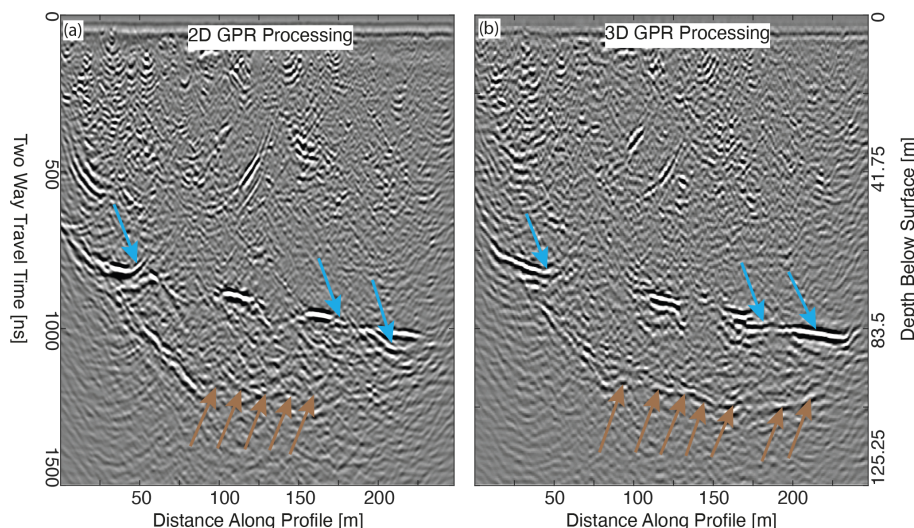 (a)
2D GPR Processing
(b)
3D GPR Processing
0
500
1000
1500
Two Way Travel Time [ns]
0
41.75
83.5
125.25
Depth Below Surface [m]
50
100
150
200
Distance Along Profile [m]
50
100
150
200
Distance Along Profile [m]